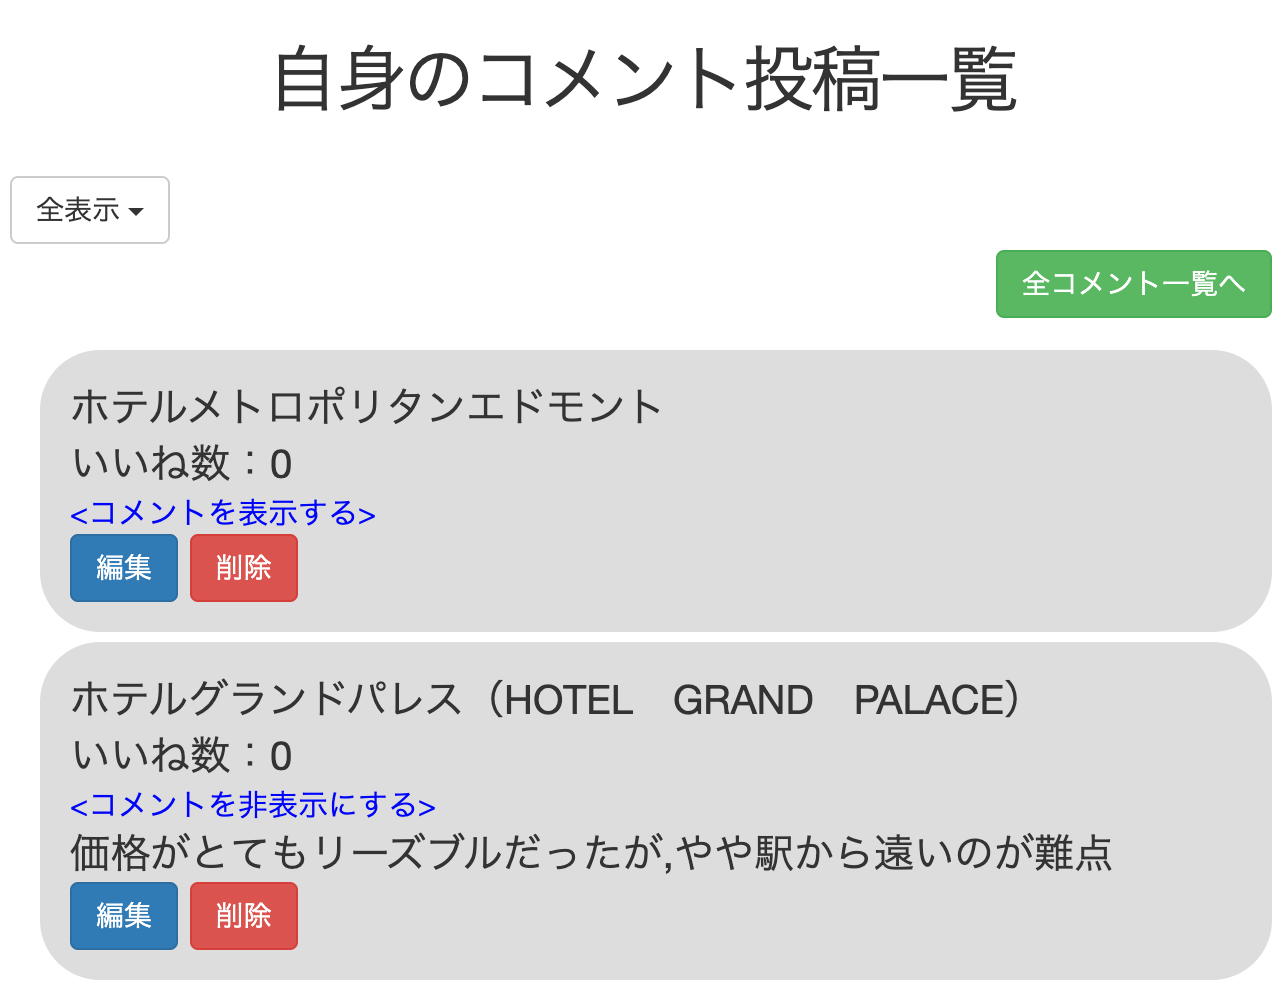 自身のコメント投稿一覧
全表示
全コメント一覧へ
ホテルメトロポリタンエドモント
いいね数：0
<コメントを表示する>
編集 削除
ホテルグランドパレス（HOTEL　GRAND　PALACE）
いいね数：0
<コメントを非表示にする>
価格がとてもリーズブルだったが,やや駅から遠いのが難点
編集 削除